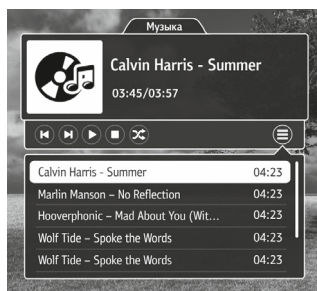 Музыка
Calvin Harris - Summer
03:45/03:57
Calvin Harris - Summer 04:23
Marlin Manson – No Reflection 04:23
Hooverphonic – Mad About You (Wit... 04:23
Wolf Tide – Spoke the Words 04:23
Wolf Tide – Spoke the Words 04:23